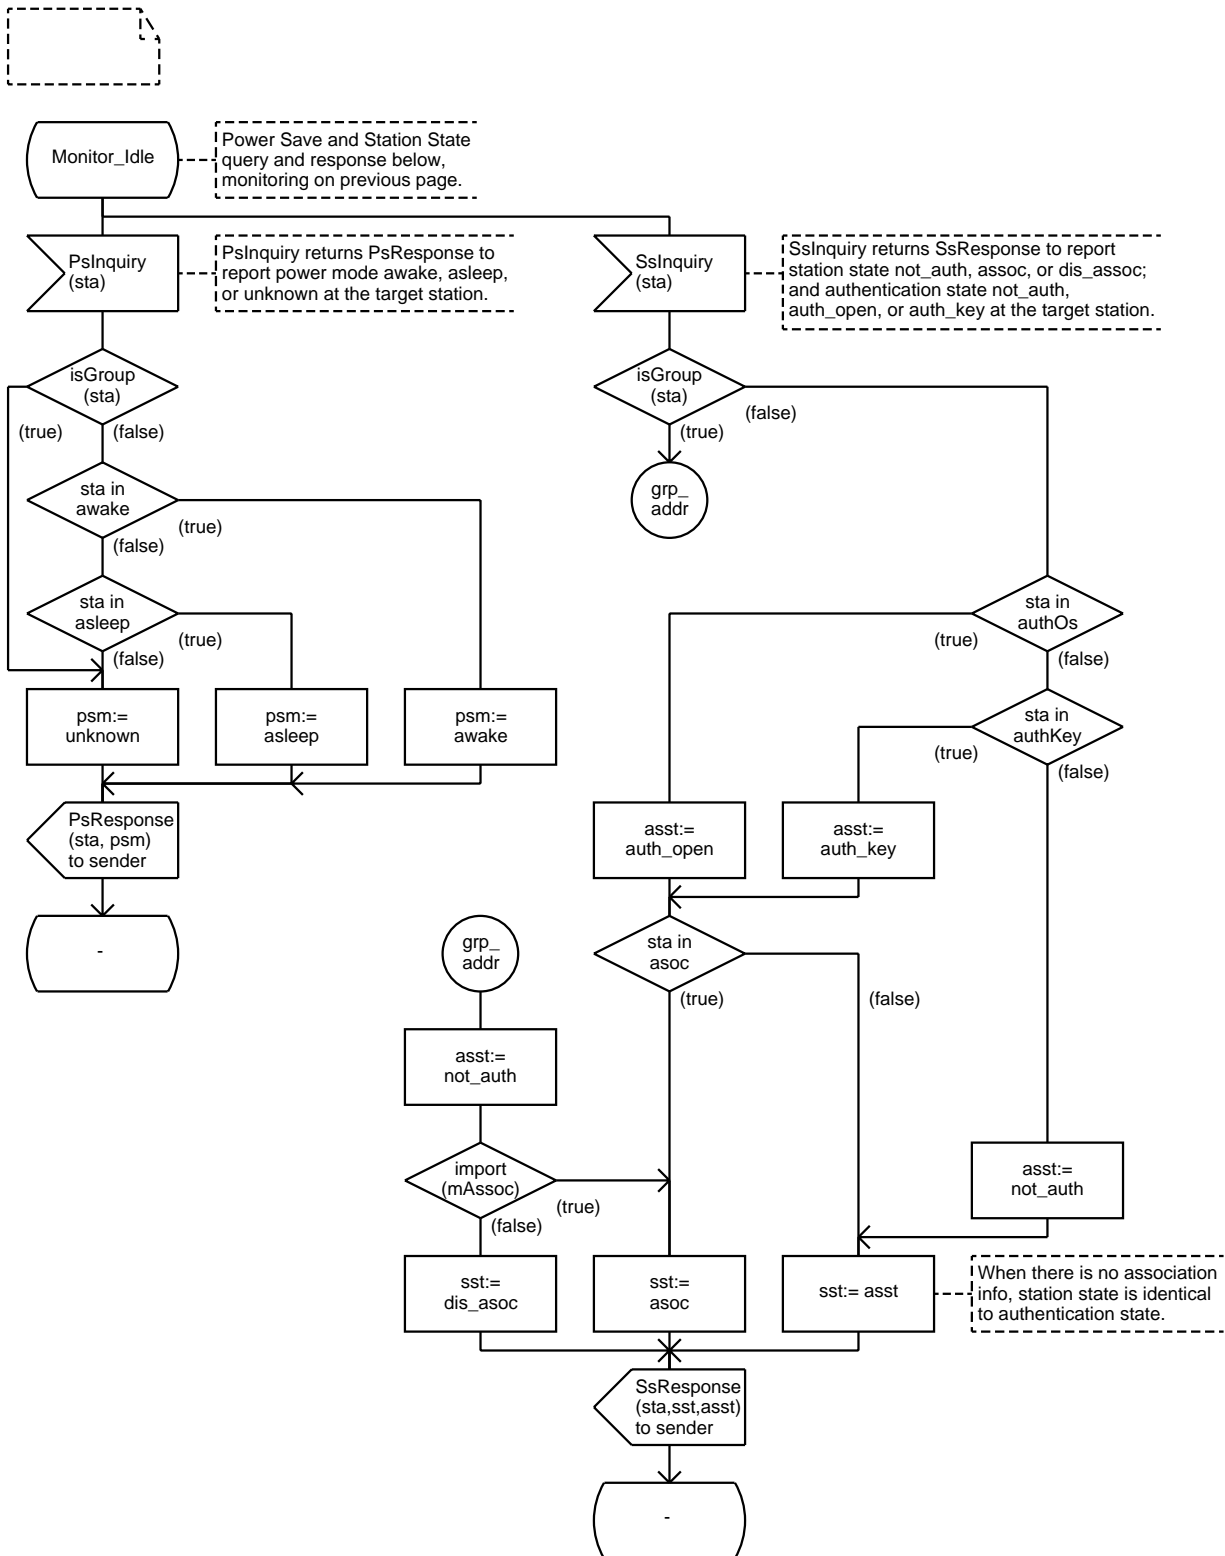 Monitor_Idle
Power Save and Station State
query and response below,
monitoring on previous page.
PsInquiry
(sta)
PsInquiry returns PsResponse to
report power mode awake, asleep,
or unknown at the target station.
SsInquiry
(sta)
SsInquiry returns SsResponse to report
station state not_auth, assoc, or dis_assoc;
and authentication state not_auth,
auth_open, or auth_key at the target station.
isGroup
(sta)
(true)
(false)
isGroup
(sta)
(false)
(true)
grp_
addr
sta in
awake
(true)
(false)
sta in
asleep
(true)
(false)
sta in
authOs
(true)
(false)
psm:=
unknown
psm:=
asleep
psm:=
awake
sta in
authKey
(true)
(false)
PsResponse
(sta, psm)
to sender
asst:=
auth_open
asst:=
auth_key
-
grp_
addr
sta in
asoc
(true)
(false)
asst:=
not_auth
import
(mAssoc)
(true)
(false)
asst:=
not_auth
sst:=
dis_asoc
sst:=
asoc
sst:= asst
When there is no association
info, station state is identical
to authentication state.
SsResponse
(sta,sst,asst)
to sender
-